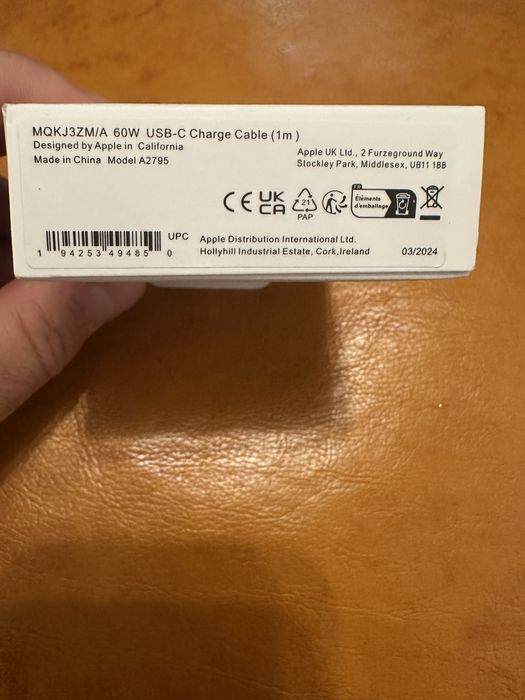 MQKJ3ZM/A 60W USB-C Charge Cable (1m )
Designed by Apple in California
Made in China Model A2795
Apple UK Ltd., 2 Furzeground Way
Stockley Park, Middlesex, UB11 1BB
CE UK CA 21 PAP FR Éléments d'emballage
1 94253 49485 0 UPC
Apple Distribution International Ltd.
Hollyhill Industrial Estate, Cork,Ireland
03/2024